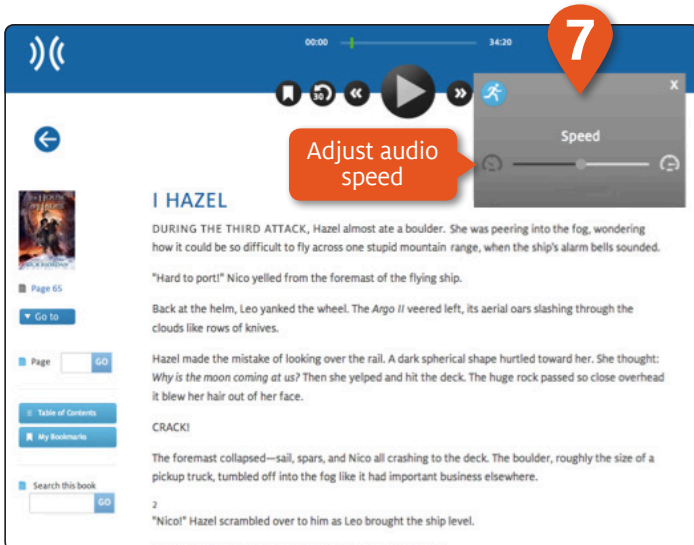 00:00
34:20
7
30
x
Speed
Adjust audio
speed
I HAZEL
DURING THE THIRD ATTACK, Hazel almost ate a boulder. She was peering into the fog, wondering
how it could be so difficult to fly across one stupid mountain range, when the ship's alarm bells sounded.
"Hard to port!" Nico yelled from the foremast of the flying ship.
Back at the helm, Leo yanked the wheel. The Argo II veered left, its aerial oars slashing through the
clouds like rows of knives.
Hazel made the mistake of looking over the rail. A dark spherical shape hurtled toward her. She thought:
Why is the moon coming at us? Then she yelped and hit the deck. The huge rock passed so close overhead
it blew her hair out of her face.
CRACK!
The foremast collapsed—sail, spars, and Nico all crashing to the deck. The boulder, roughly the size of a
pickup truck, tumbled off into the fog like it had important business elsewhere.
2
"Nico!" Hazel scrambled over to him as Leo brought the ship level.
THE HOUSE
OF HADES
Page 65
Go to
Page
GO
Table of Contents
My Bookmarks
Search this book
GO